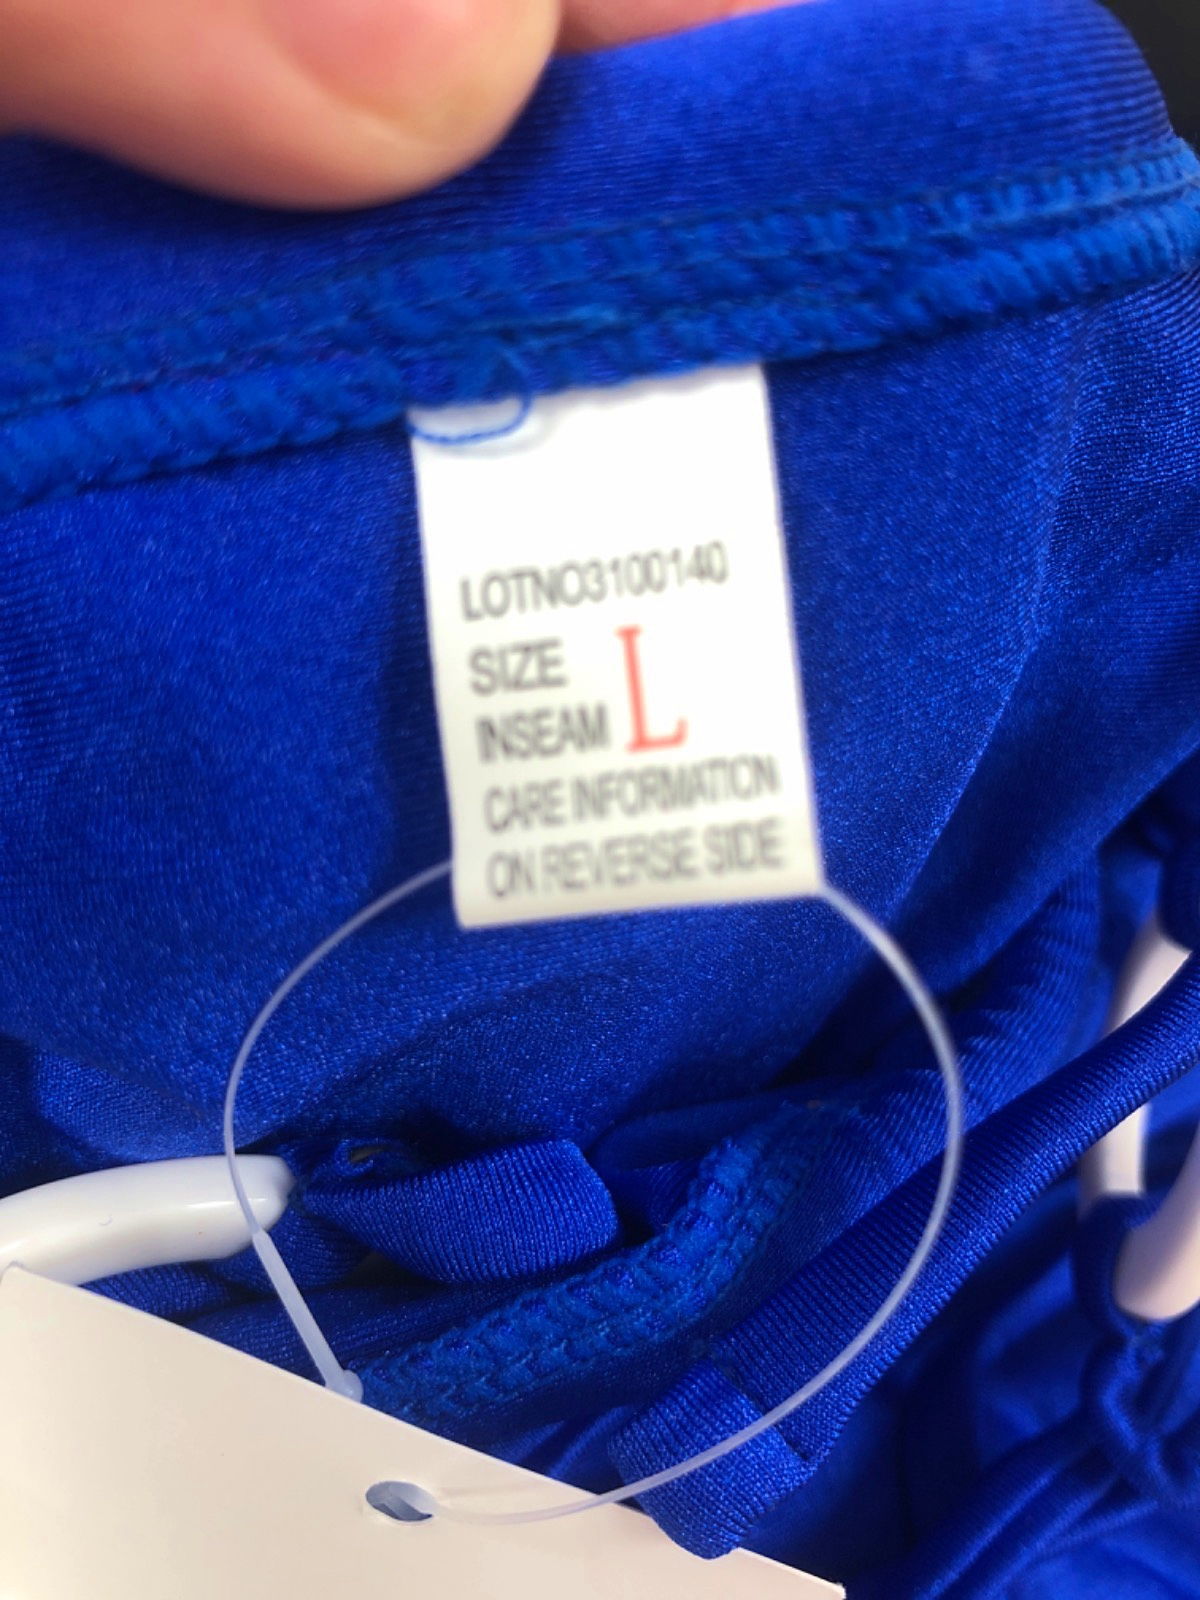 LOTNO3100140
SIZE L
INSEAM
CARE INFORMATION
ON REVERSE SIDE